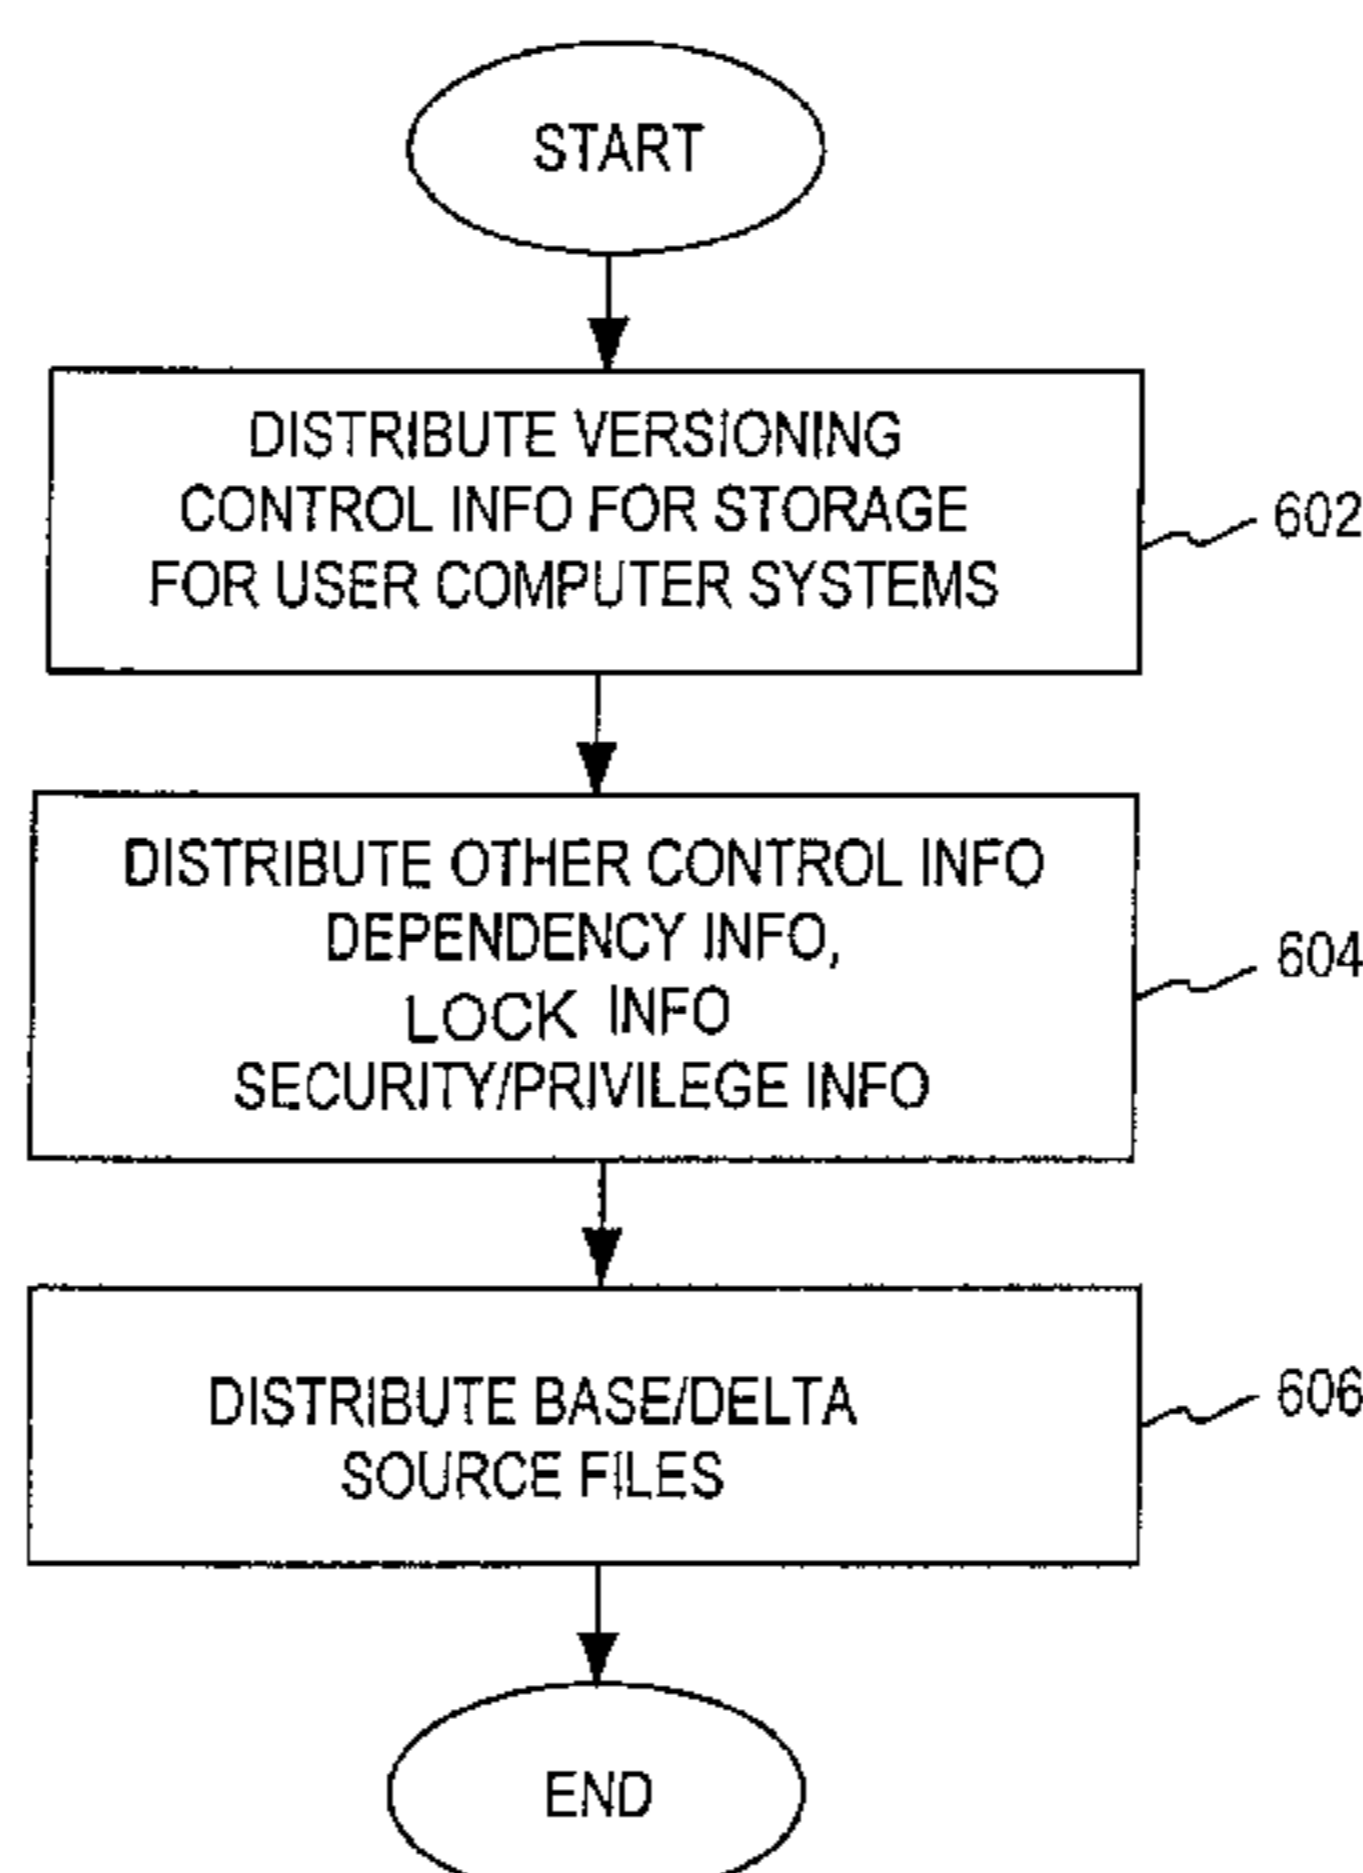 START
DISTRIBUTE VERSIONING
CONTROL INFO FOR STORAGE
FOR USER COMPUTER SYSTEMS
602
DISTRIBUTE OTHER CONTROL INFO
DEPENDENCY INFO,
LOCK INFO
SECURITY/PRIVILEGE INFO
604
DISTRIBUTE BASE/DELTA
SOURCE FILES
606
END